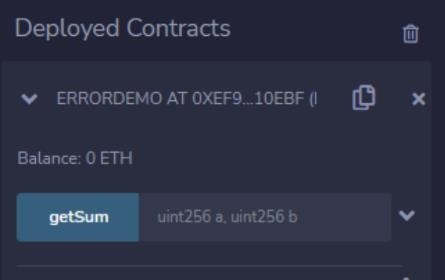 Deployed Contracts
ERRORDEMO AT 0XEF9...10EBF (
Balance: 0 ETH
getSum uint256 a, uint256 b